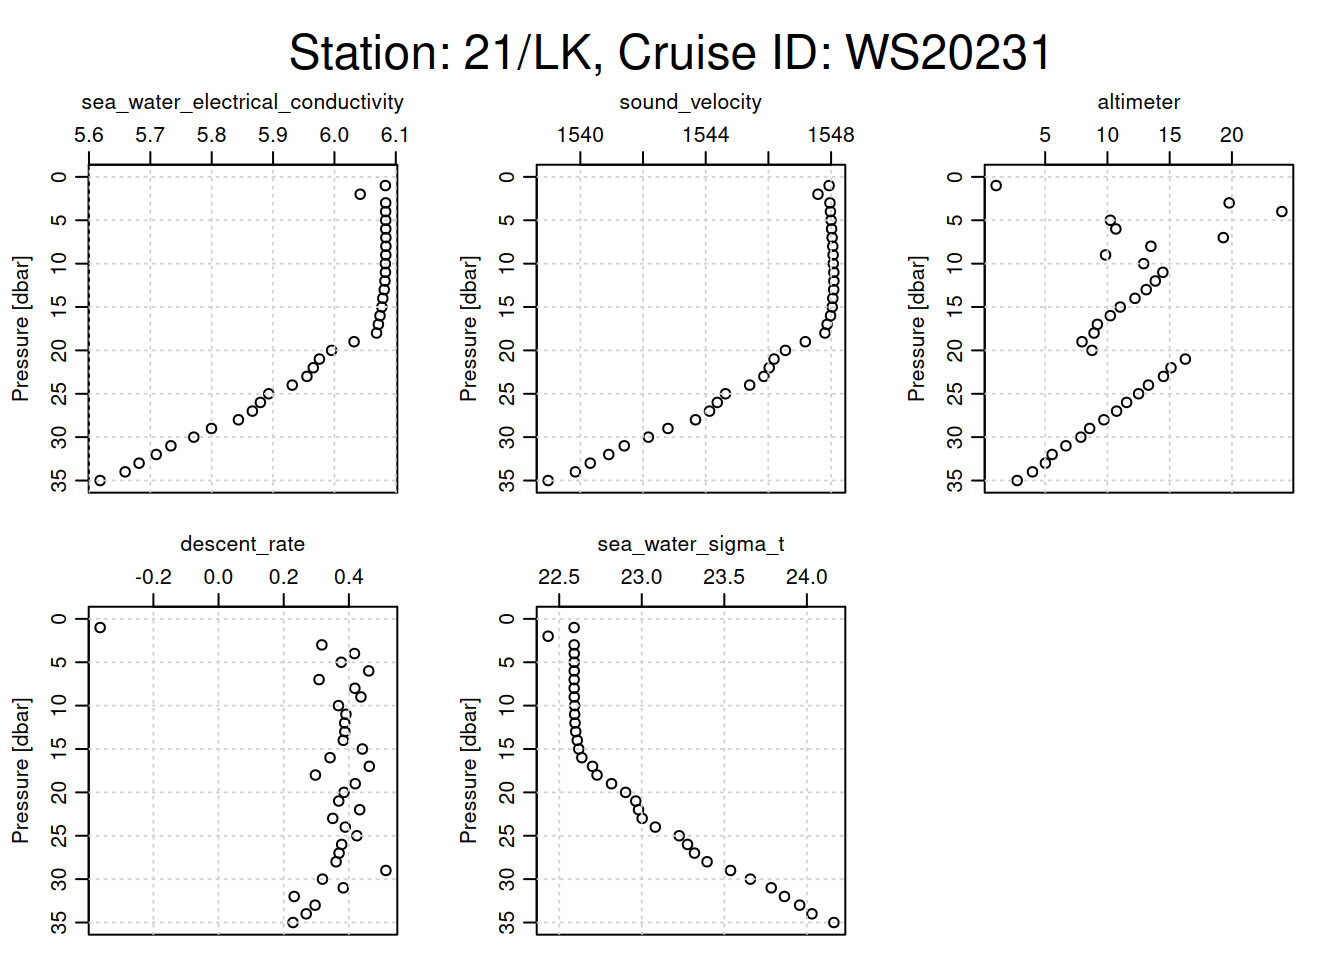 Station: 21/LK, Cruise ID: WS20231
sea_water_electrical_conductivity
5.6 5.7 5.8 5.9 6.0 6.1
Pressure [dbar]
0
5
10
15
20
25
30
35
sound_velocity
1540 1544 1548
Pressure [dbar]
0
5
10
15
20
25
30
35
altimeter
5 10 15 20
Pressure [dbar]
0
5
10
15
20
25
30
35
descent_rate
-0.2 0.0 0.2 0.4
Pressure [dbar]
0
5
10
15
20
25
30
35
sea_water_sigma_t
22.5 23.0 23.5 24.0
Pressure [dbar]
0
5
10
15
20
25
30
35